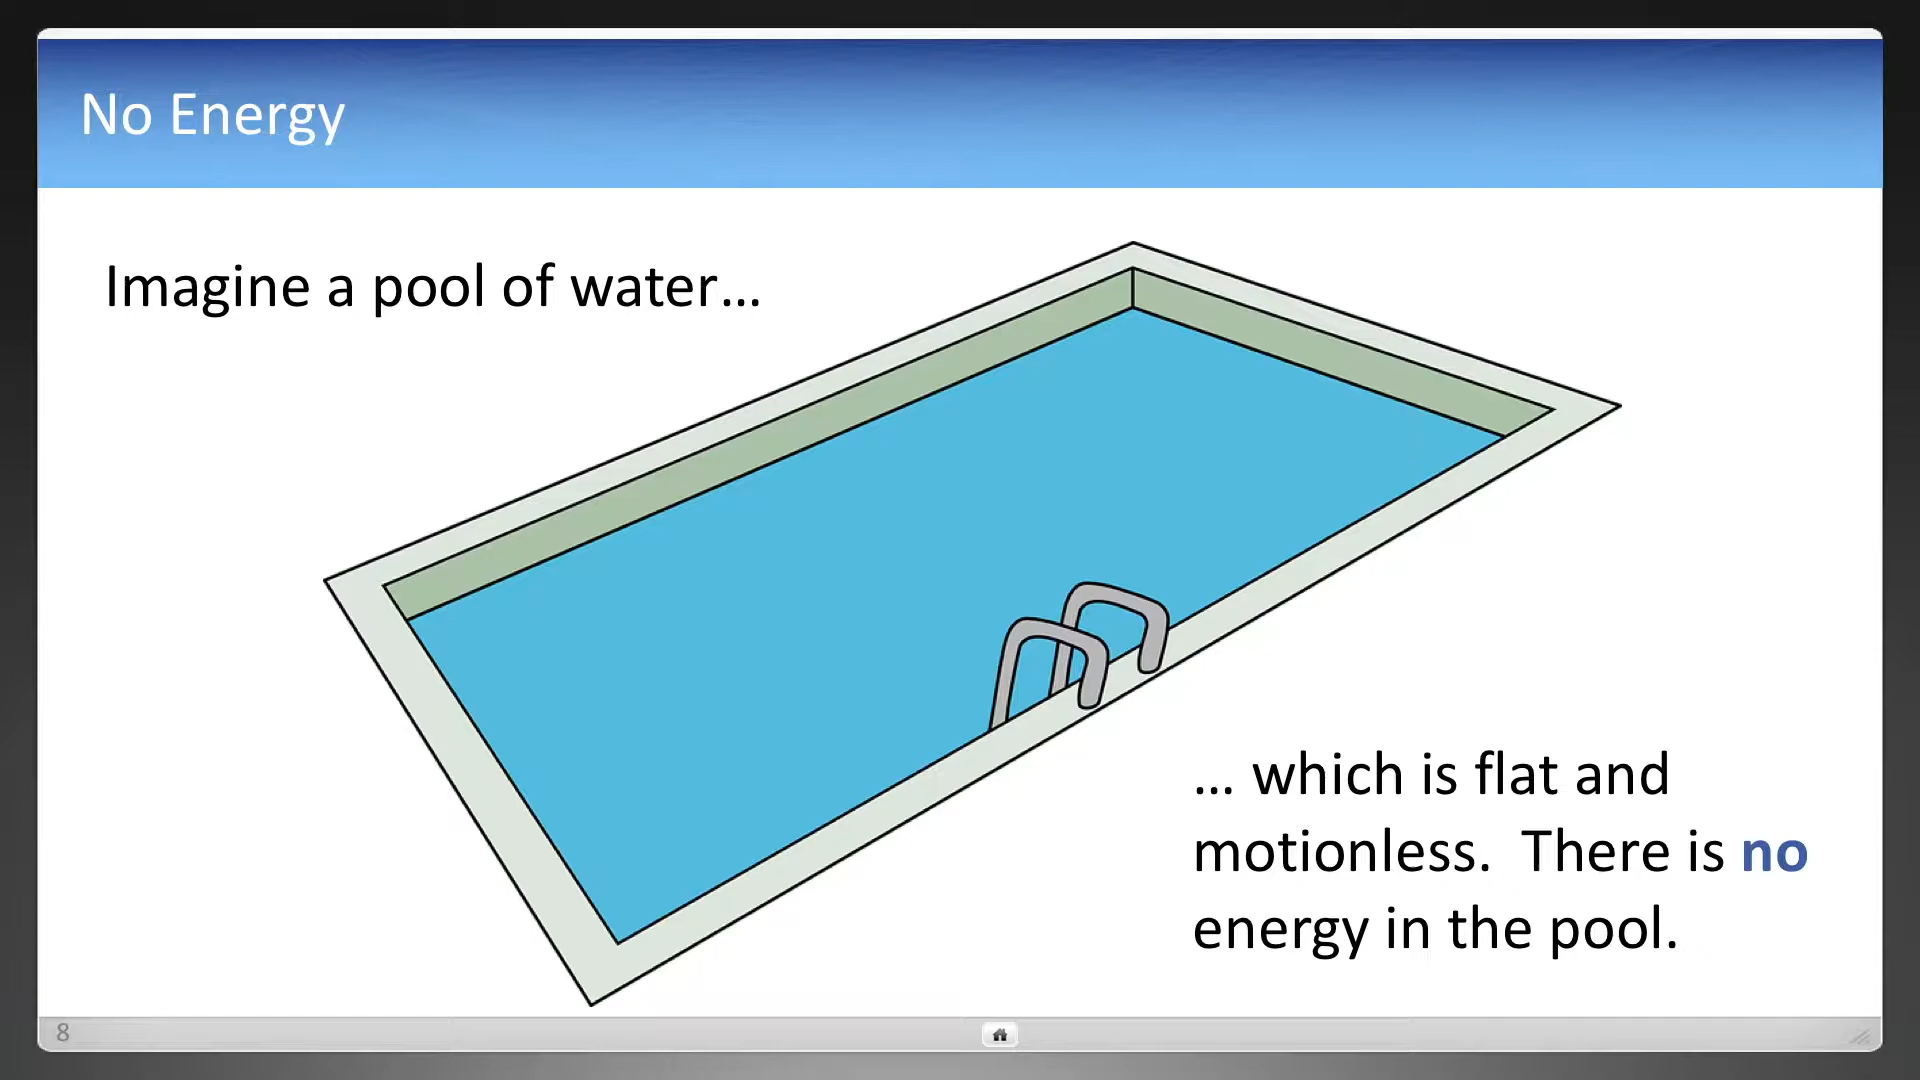 No Energy
Imagine a pool of water…
… which is flat and
motionless.  There is no
energy in the pool.
8